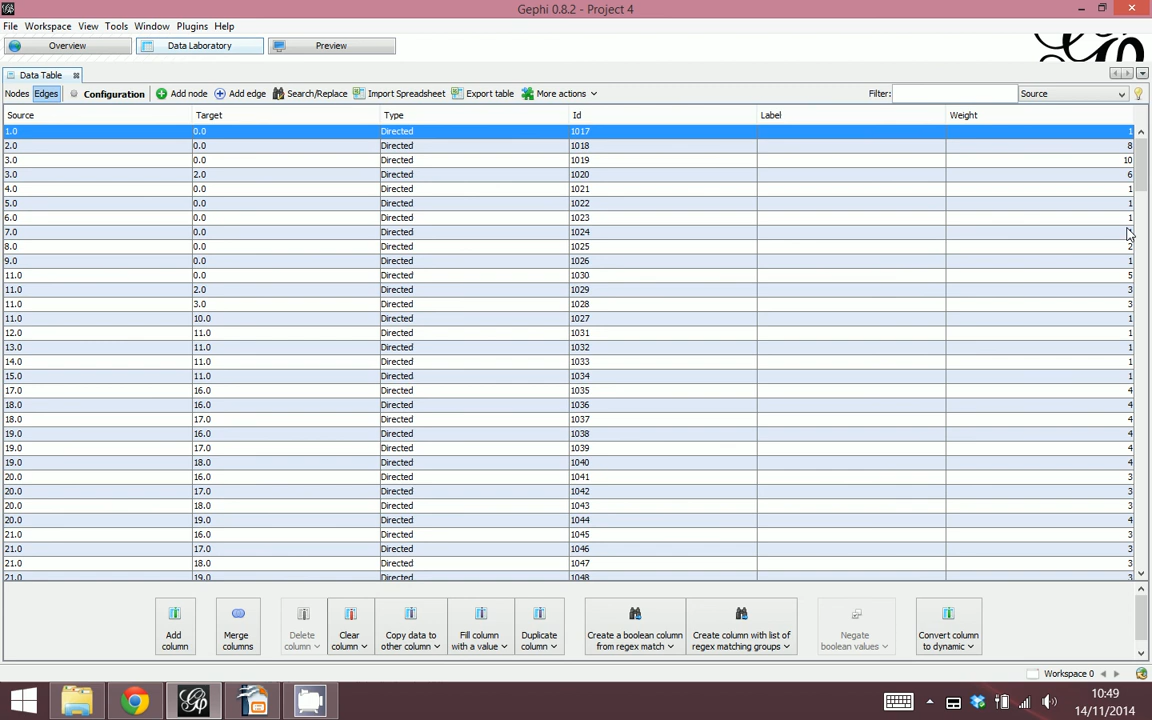 Gephi 0.8.2 - Project 4
File Workspace View Tools Window Plugins Help
Overview Data Laboratory Preview
Data Table
Nodes Edges Configuration Add node Add edge Search/Replace Import Spreadsheet Export table More actions Filter: Source
Source Target Type Id Label Weight
1.0 0.0 Directed 1017 1
2.0 0.0 Directed 1018 8
3.0 0.0 Directed 1019 10
3.0 2.0 Directed 1020 6
4.0 0.0 Directed 1021 1
5.0 0.0 Directed 1022 1
6.0 0.0 Directed 1023 1
7.0 0.0 Directed 1024
8.0 0.0 Directed 1025 2
9.0 0.0 Directed 1026 1
11.0 0.0 Directed 1030 5
11.0 2.0 Directed 1029 3
11.0 3.0 Directed 1028 3
11.0 10.0 Directed 1027 1
12.0 11.0 Directed 1031 1
13.0 11.0 Directed 1032 1
14.0 11.0 Directed 1033 1
15.0 11.0 Directed 1034 1
17.0 16.0 Directed 1035 4
18.0 16.0 Directed 1036 4
18.0 17.0 Directed 1037 4
19.0 16.0 Directed 1038 4
19.0 17.0 Directed 1039 4
19.0 18.0 Directed 1040 4
20.0 16.0 Directed 1041 3
20.0 17.0 Directed 1042 3
20.0 18.0 Directed 1043 3
20.0 19.0 Directed 1044 4
21.0 16.0 Directed 1045 3
21.0 17.0 Directed 1046 3
21.0 18.0 Directed 1047 3
21.0 19.0 Directed 1048 3
Add column
Merge columns
Delete column
Clear column
Copy data to other column
Fill column with a value
Duplicate column
Create a boolean column from regex match
Create column with list of regex matching groups
Negate boolean values
Convert column to dynamic
Workspace 0
10:49
14/11/2014